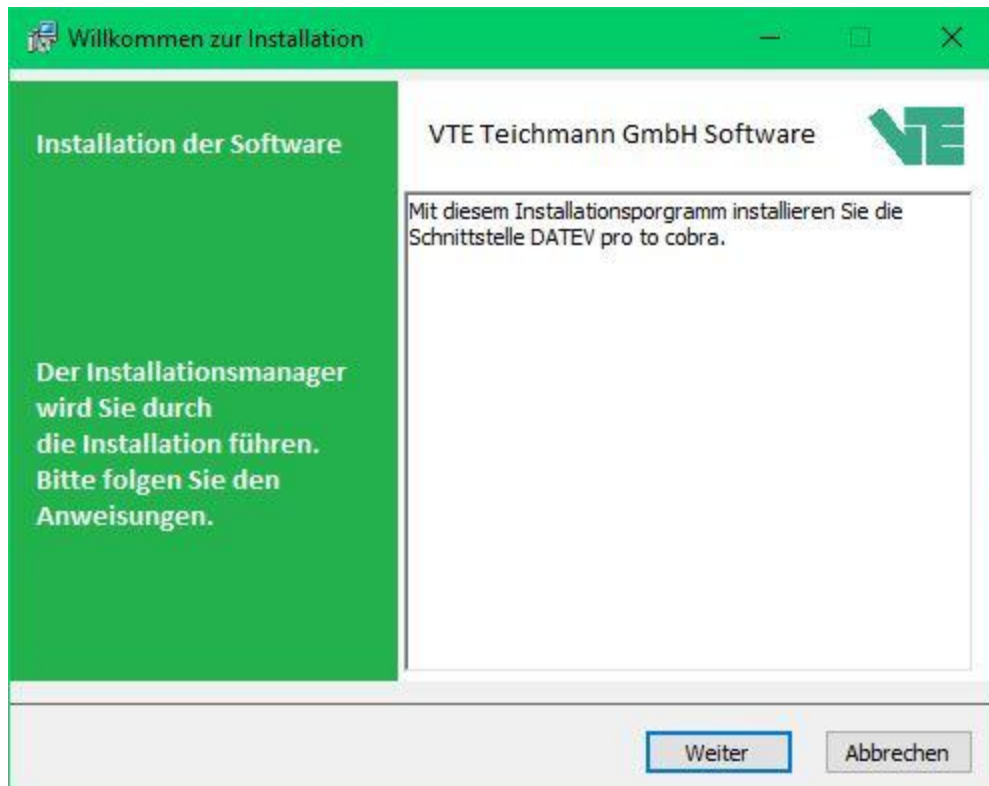 Willkommen zur Installation
Installation der Software
Der Installationsmanager
wird Sie durch
die Installation führen.
Bitte folgen Sie den
Anweisungen.
VTE Teichmann GmbH Software
VTE
Mit diesem Installationsporgramm installieren Sie die
Schnittstelle DATEV pro to cobra.
Weiter
Abbrechen